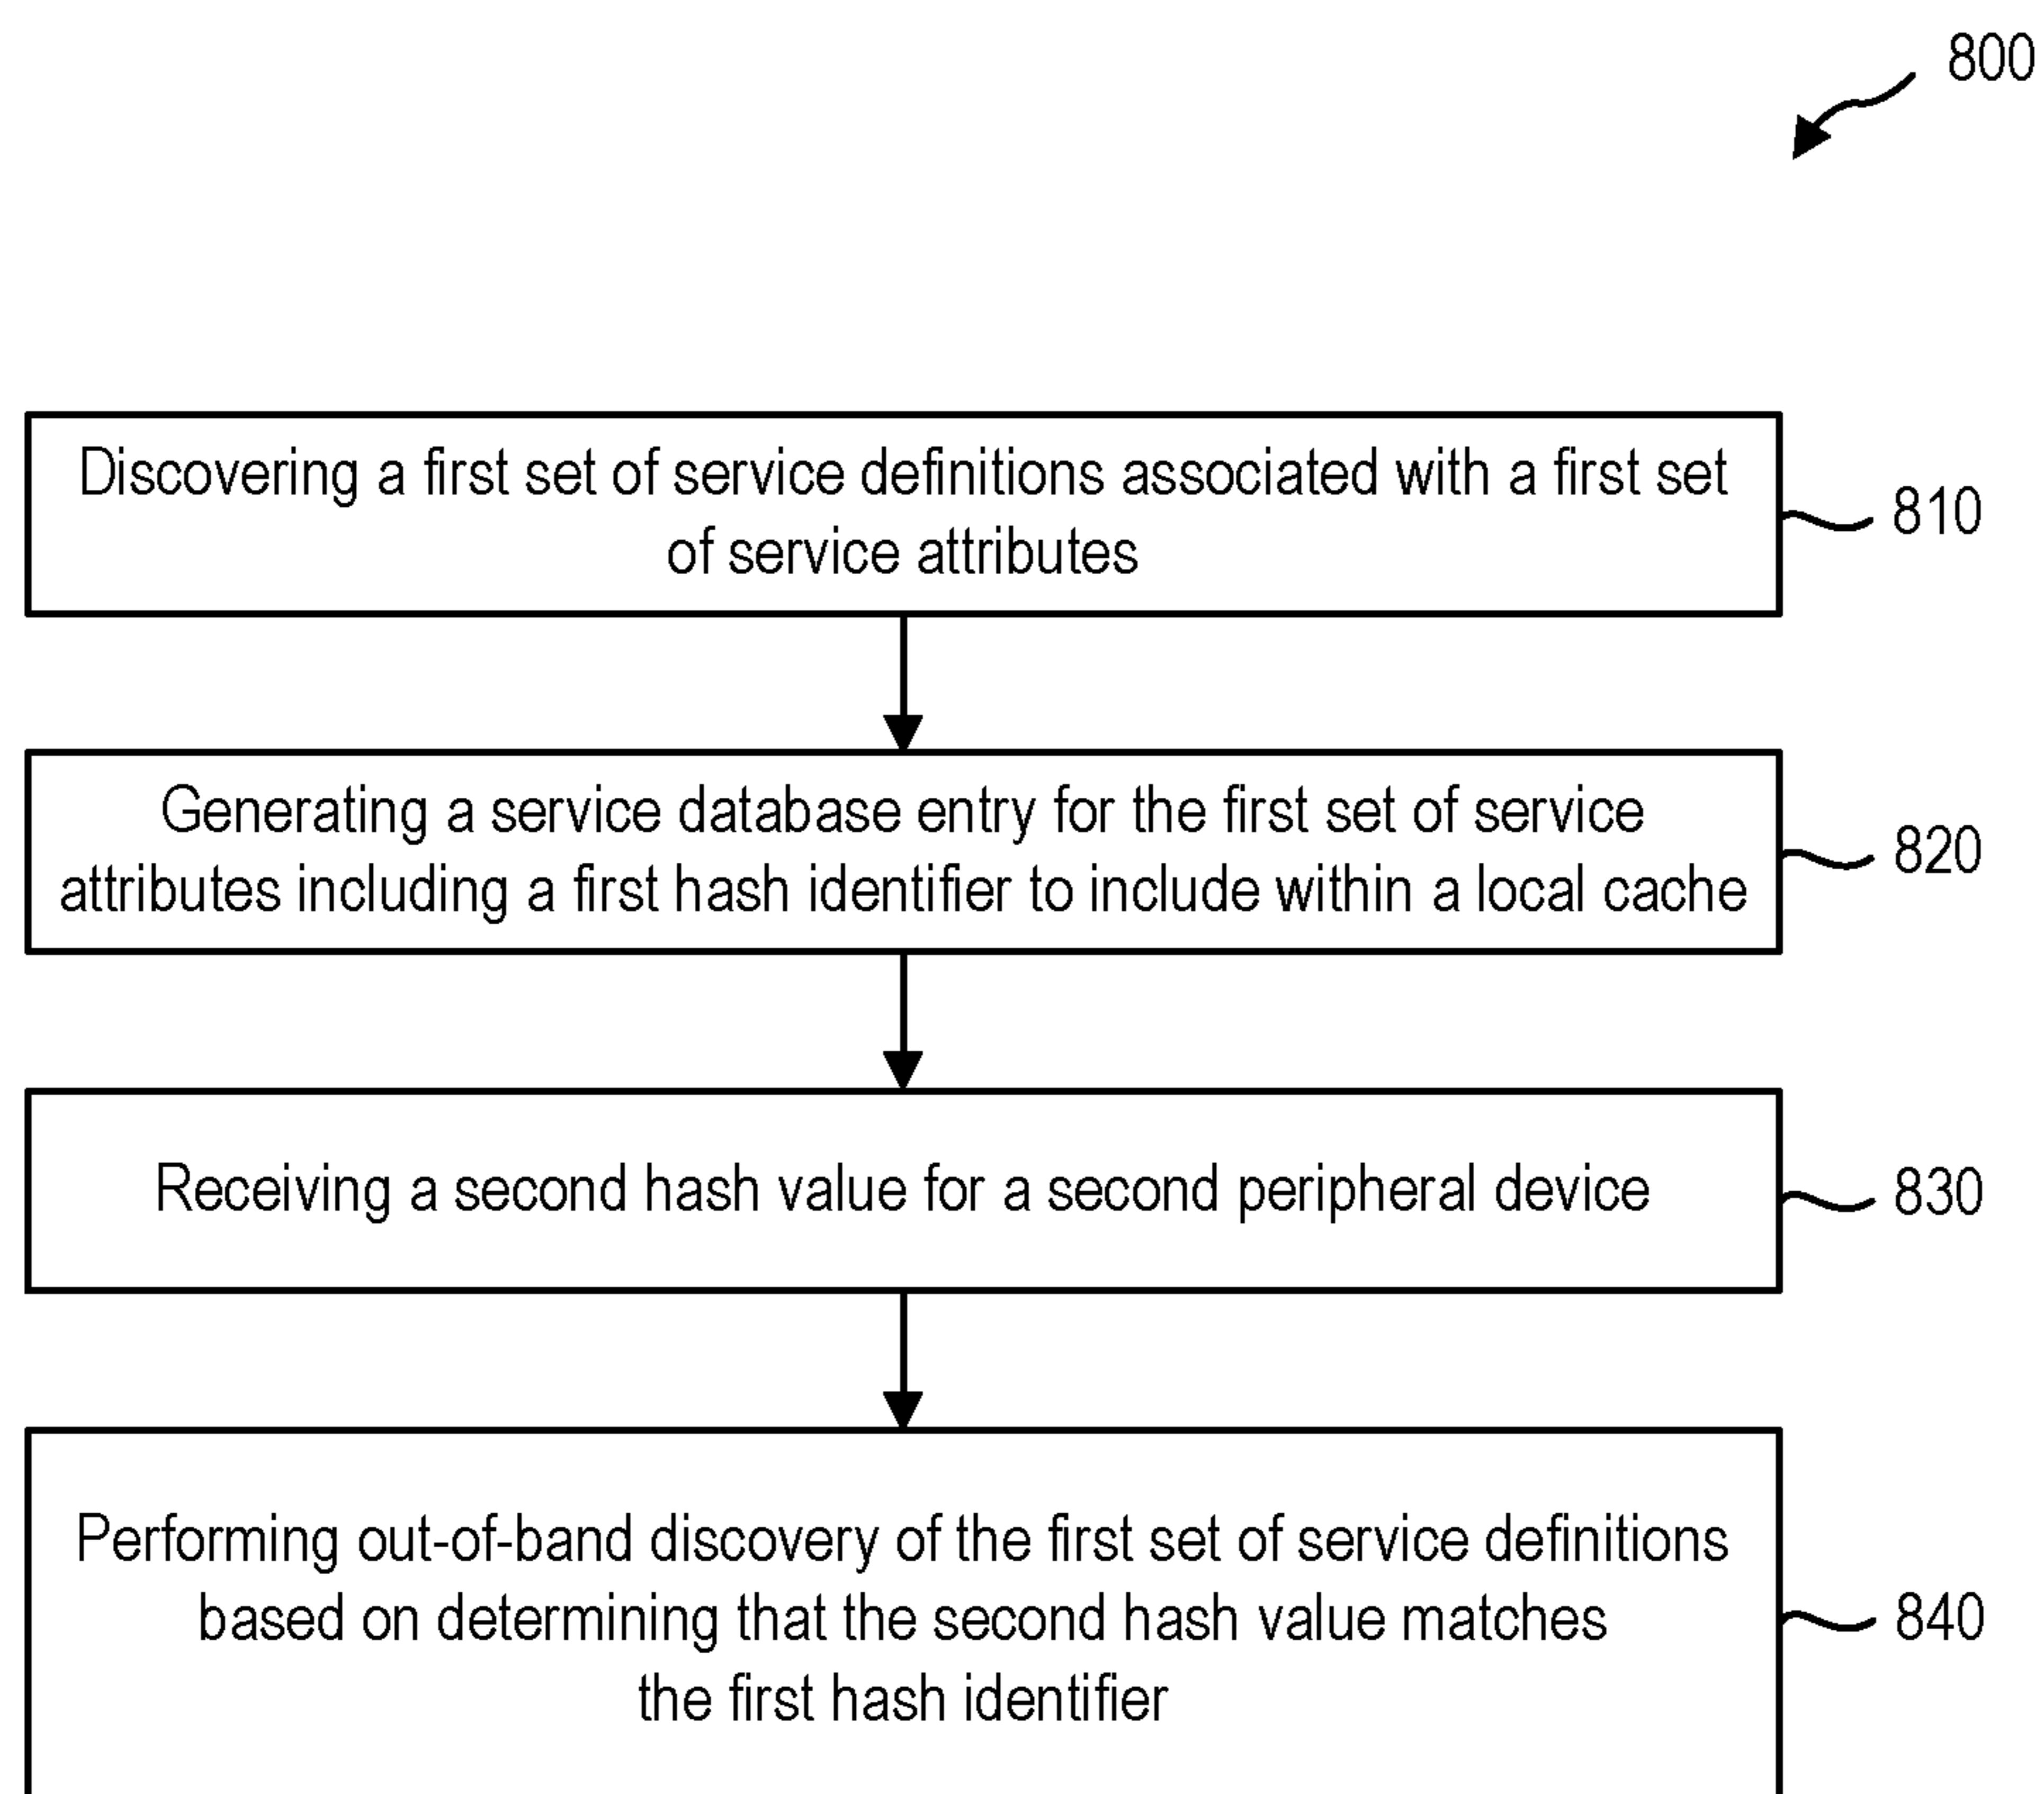 800
Discovering a first set of service definitions associated with a first set
of service attributes
810
Generating a service database entry for the first set of service
attributes including a first hash identifier to include within a local cache
820
Receiving a second hash value for a second peripheral device
830
Performing out-of-band discovery of the first set of service definitions
based on determining that the second hash value matches
the first hash identifier
840